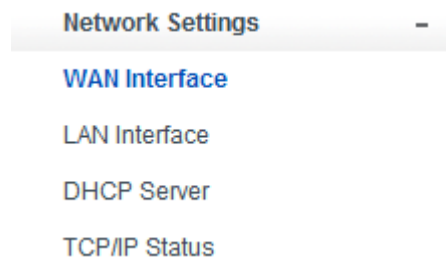 Network Settings –
WAN Interface
LAN Interface
DHCP Server
TCP/IP Status